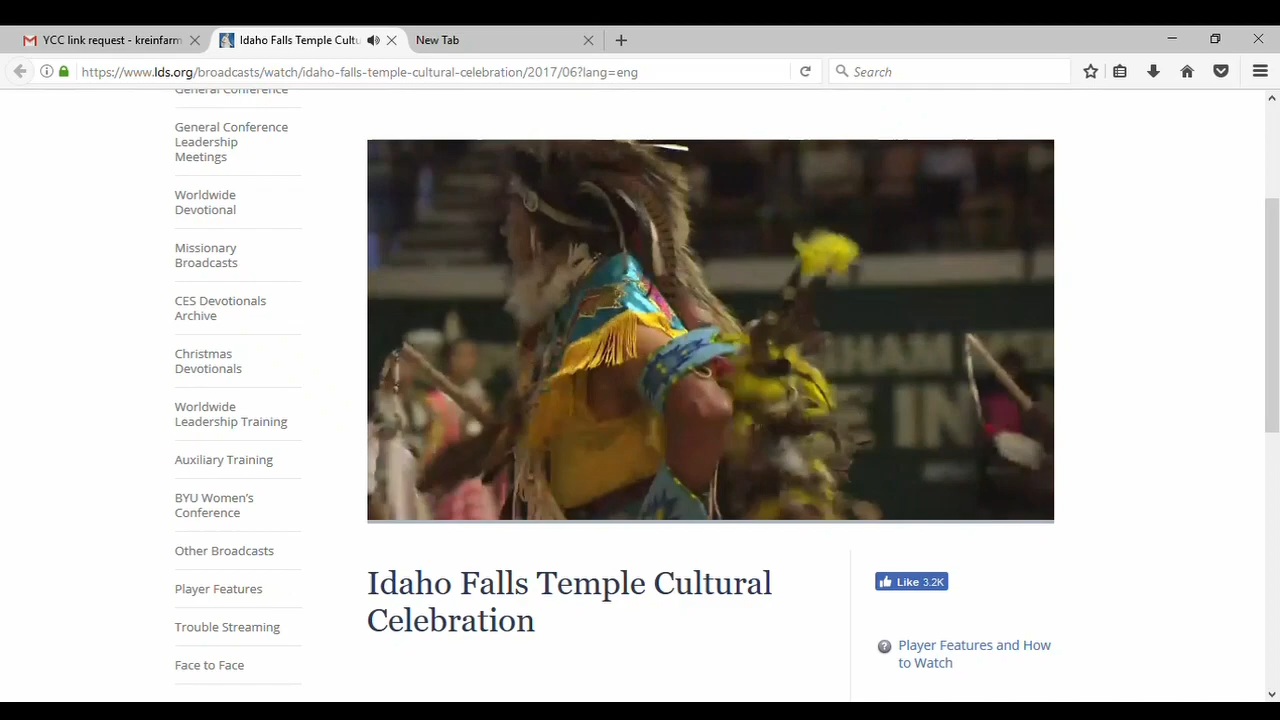 YCC link request - kreinfarm
Idaho Falls Temple Cultu
New Tab
https://www.lds.org/broadcasts/watch/idaho-falls-temple-cultural-celebration/2017/06?lang=eng
Search
General Conference
General Conference
Leadership
Meetings
Worldwide
Devotional
Missionary
Broadcasts
CES Devotionals
Archive
Christmas
Devotionals
Worldwide
Leadership Training
Auxiliary Training
BYU Women's
Conference
Other Broadcasts
Player Features
Trouble Streaming
Face to Face
Idaho Falls Temple Cultural
Celebration
Like 3.2K
Player Features and How
to Watch